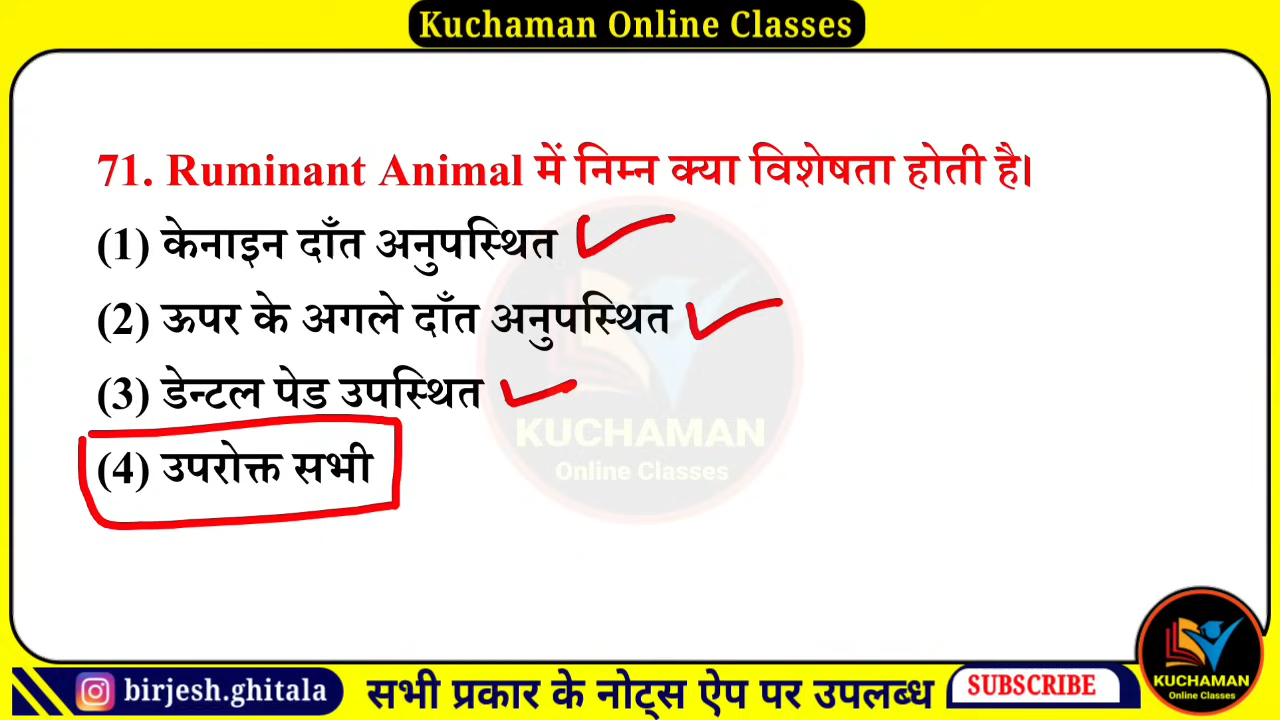 Kuchaman Online Classes
71. Ruminant Animal में निम्न क्या विशेषता होती है।
(1) केनाइन दाँत अनुपस्थित
(2) ऊपर के अगले दाँत अनुपस्थित
(3) डेन्टल पेड उपस्थित
(4) उपरोक्त सभी
KUCHAMAN
Online Classes
birjesh.ghitala
सभी प्रकार के नोट्स ऐप पर उपलब्ध
SUBSCRIBE
KUCHAMAN
Online Classes